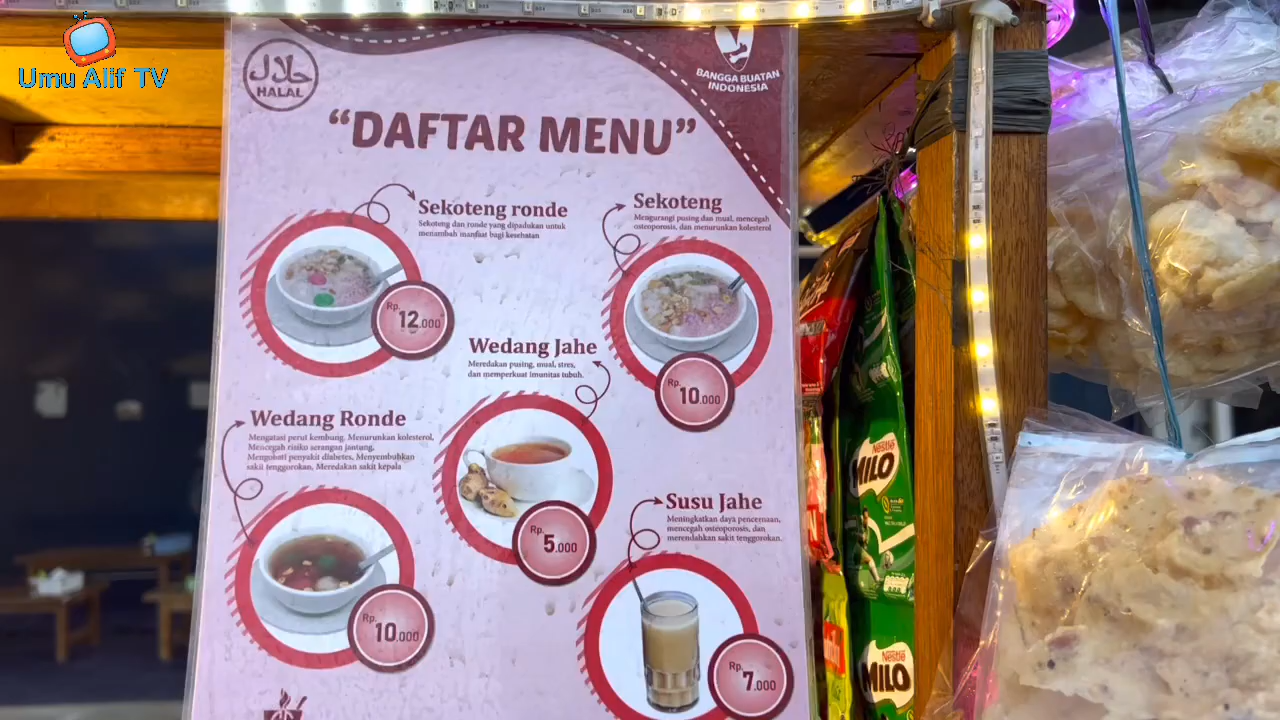 Umu Alif TV
حلال
HALAL
BANGGA BUATAN
INDONESIA
“DAFTAR MENU”
Sekoteng ronde
Sekoteng dan ronde yang dipadukan untuk
menambah manfaat bagi kesehatan
Rp.
12.000
Sekoteng
Mengurangi pusing dan mual, mencegah
osteoporosis, dan menurunkan kolesterol
Rp.
10.000
Wedang Jahe
Meredakan pusing, mual, stres,
dan memperkuat imunitas tubuh.
Rp.
5.000
Wedang Ronde
Mengatasi perut kembung, Menurunkan kolesterol,
Mencegah risiko serangan jantung,
Mengobati penyakit diabetes, Menyembuhkan
sakit tenggorokan, Meredakan sakit kepala
Rp.
10.000
Susu Jahe
Meningkatkan daya pencernaan,
mencegah osteoporosis, dan
merendahkan sakit tenggorokan.
Rp.
7.000
Nestle
MILO
Nestle
MILO